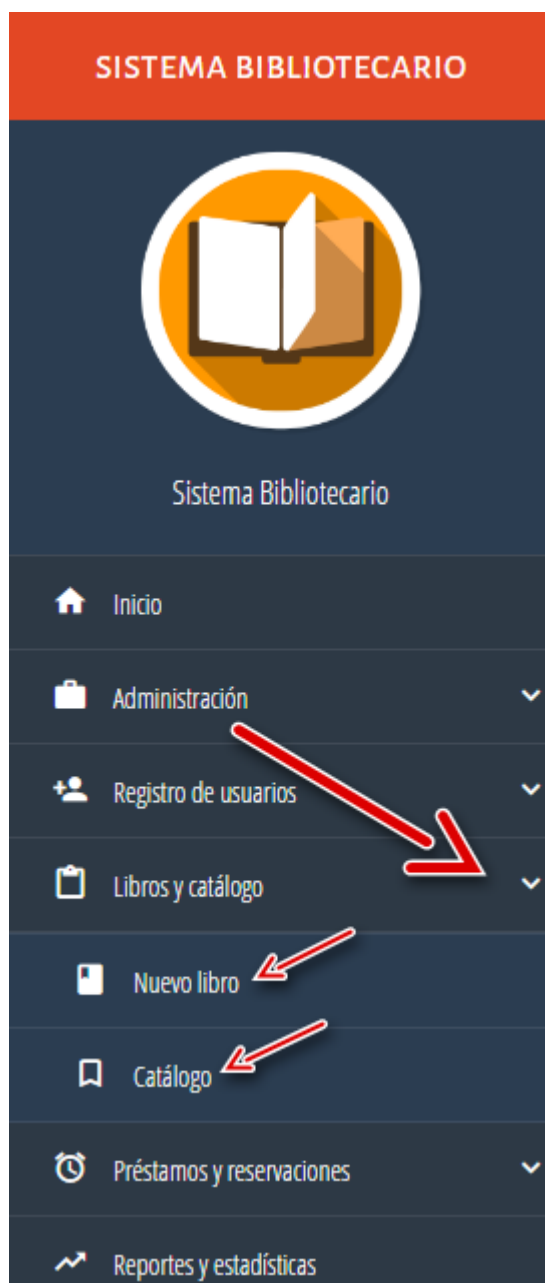 SISTEMA BIBLIOTECARIO
Sistema Bibliotecario
Inicio
Administración
Registro de usuarios
Libros y catálogo
Nuevo libro
Catálogo
Préstamos y reservaciones
Reportes y estadísticas